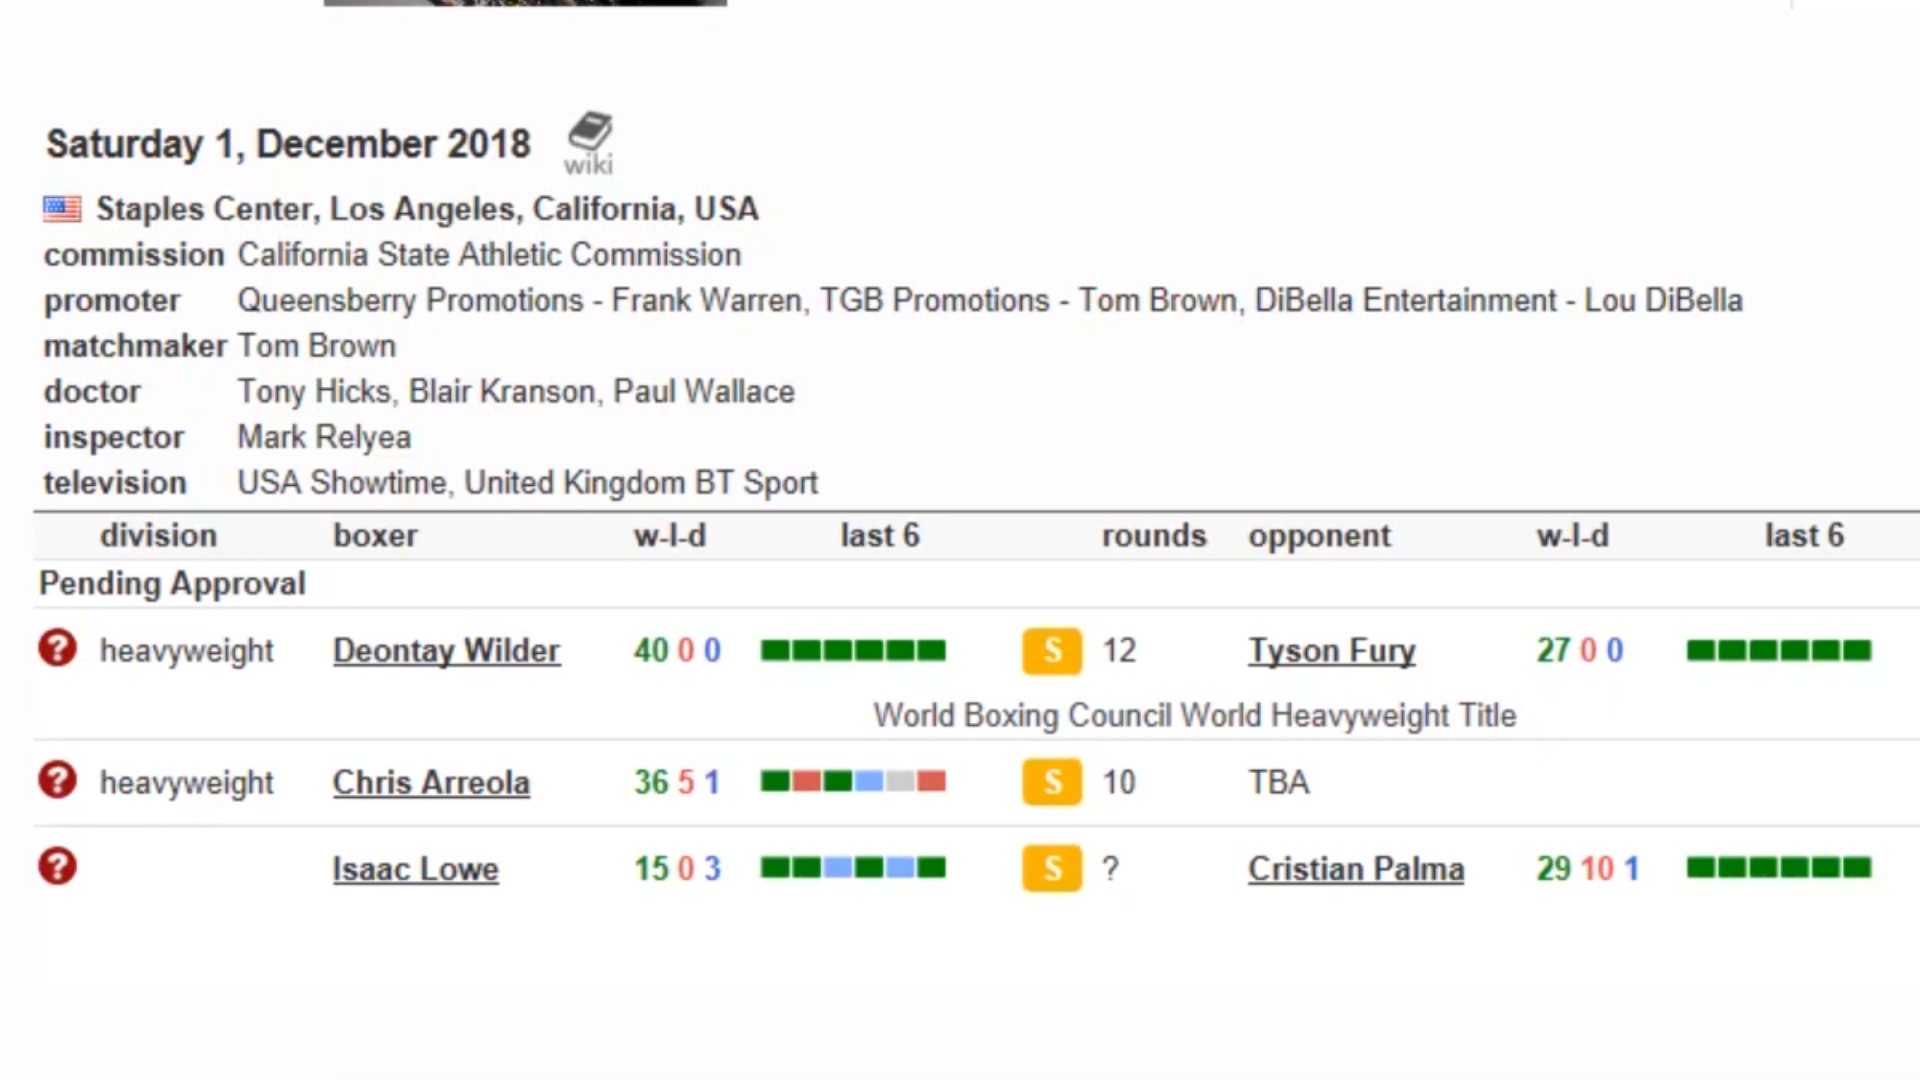 Saturday 1, December 2018 wiki
Staples Center, Los Angeles, California, USA
commission California State Athletic Commission
promoter Queensberry Promotions - Frank Warren, TGB Promotions - Tom Brown, DiBella Entertainment - Lou DiBella
matchmaker Tom Brown
doctor Tony Hicks, Blair Kranson, Paul Wallace
inspector Mark Relyea
television USA Showtime, United Kingdom BT Sport
division boxer w-l-d last 6 rounds opponent w-l-d last 6
Pending Approval
? heavyweight Deontay Wilder 40 0 0 S 12 Tyson Fury 27 0 0
World Boxing Council World Heavyweight Title
? heavyweight Chris Arreola 36 5 1 S 10 TBA
? Isaac Lowe 15 0 3 S ? Cristian Palma 29 10 1